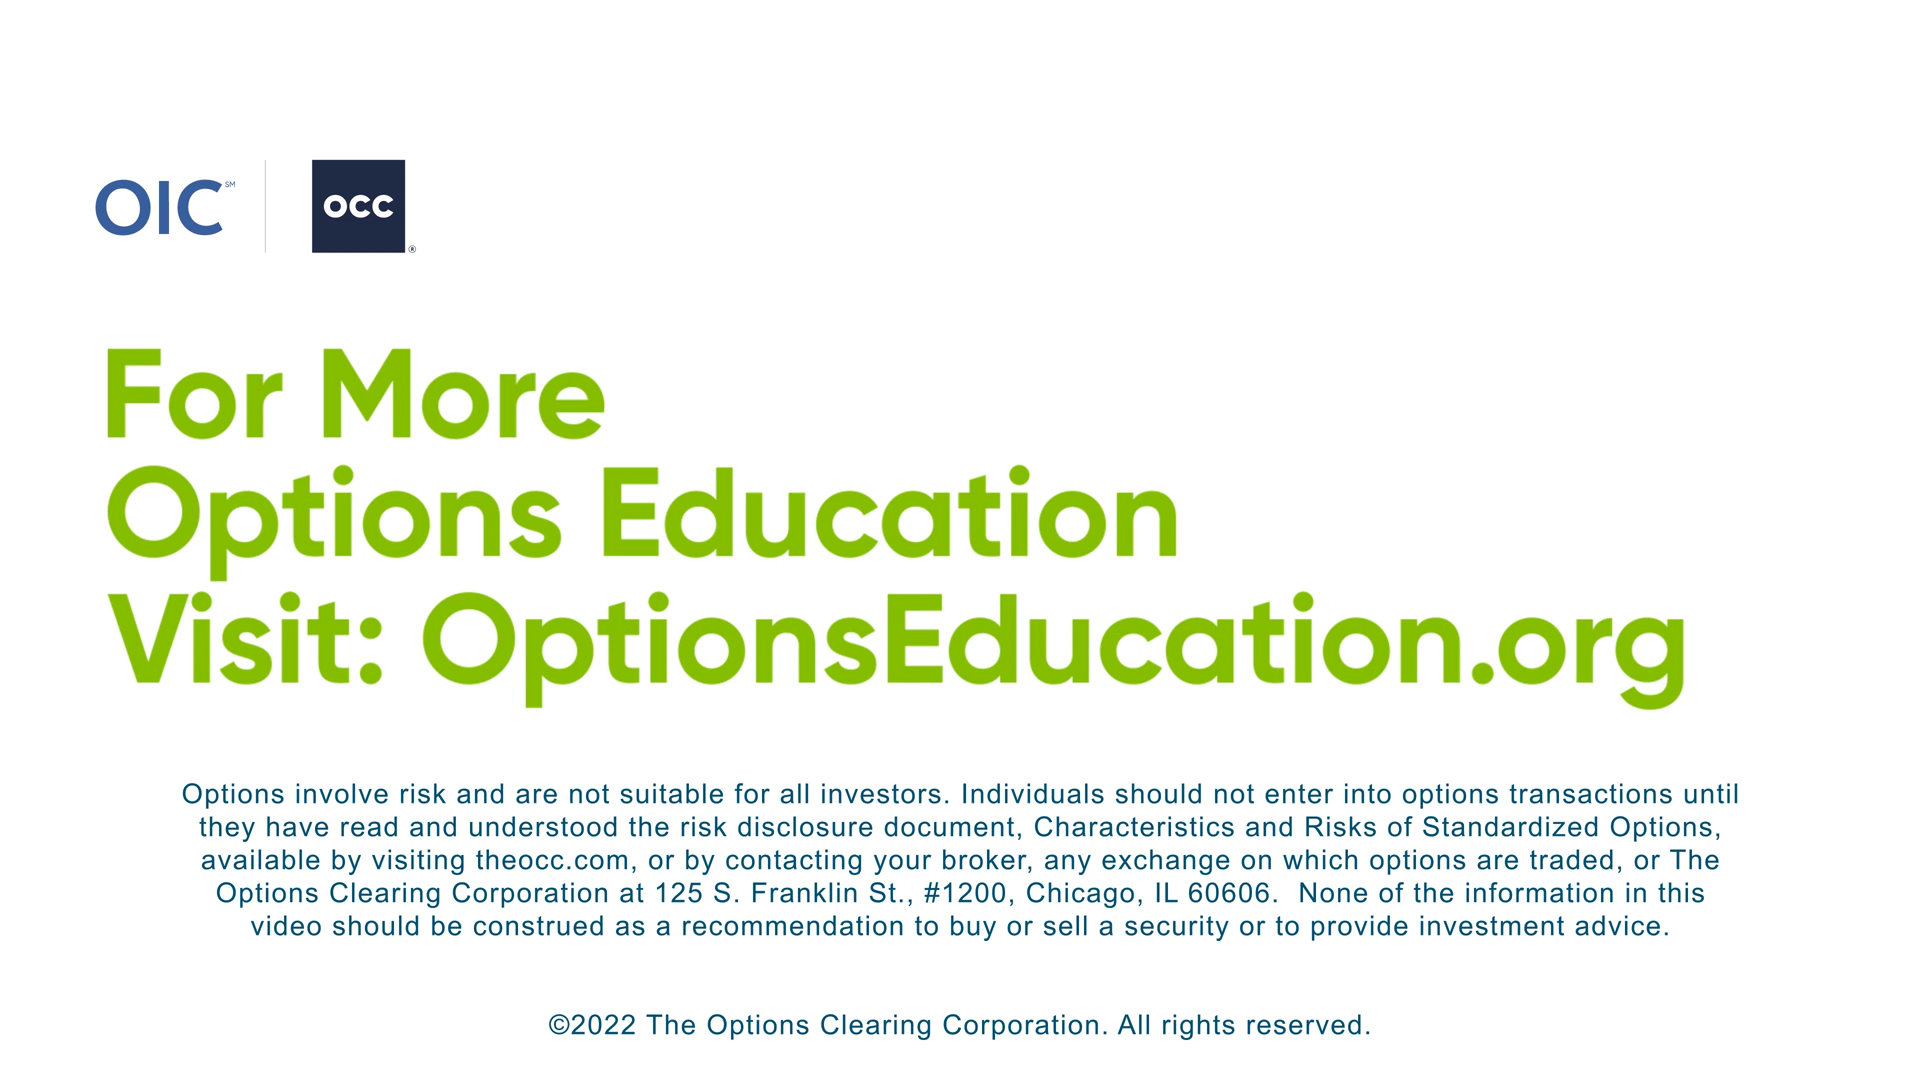 OIC℠
OCC®
For More
Options Education
Visit: OptionsEducation.org
Options involve risk and are not suitable for all investors. Individuals should not enter into options transactions until
they have read and understood the risk disclosure document, Characteristics and Risks of Standardized Options,
available by visiting theocc.com, or by contacting your broker, any exchange on which options are traded, or The
Options Clearing Corporation at 125 S. Franklin St., #1200, Chicago, IL 60606.  None of the information in this
video should be construed as a recommendation to buy or sell a security or to provide investment advice.
©2022 The Options Clearing Corporation. All rights reserved.